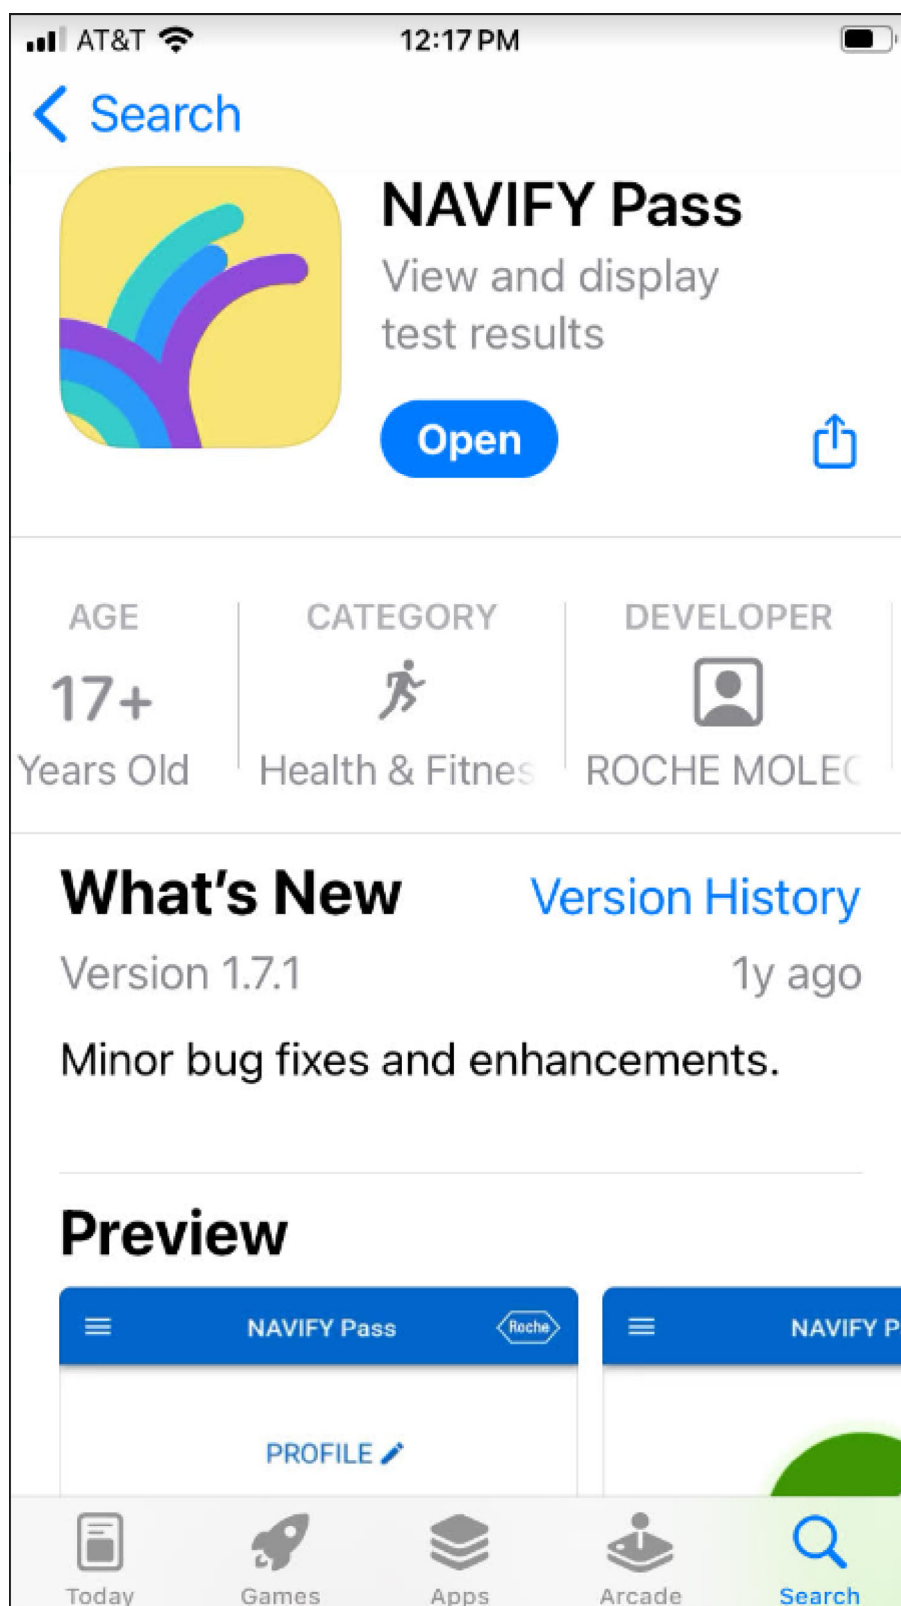 AT&T 12:17 PM
Search
NAVIFY Pass
View and display
test results
Open
AGE CATEGORY DEVELOPER
17+
Years Old Health & Fitnes ROCHE MOLEC
What's New Version History
Version 1.7.1 1y ago
Minor bug fixes and enhancements.
Preview
NAVIFY Pass Roche NAVIFY P
PROFILE
Today Games Apps Arcade Search